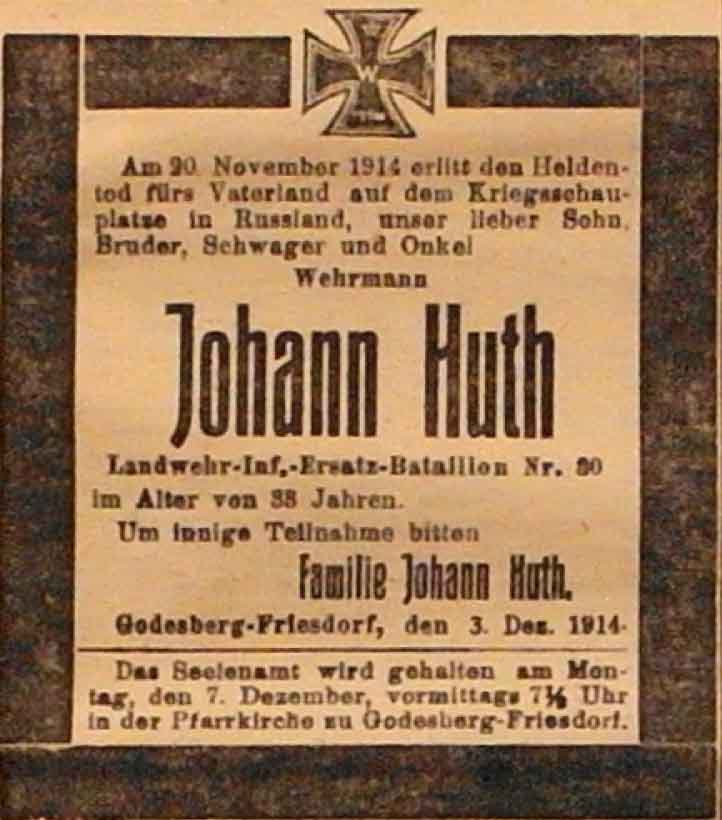 W
Am 20. November 1914 erlitt den Helden-
tod fürs Vaterland auf dem Kriegsschau-
platze in Russland, unser lieber Sohn,
Bruder, Schwager und Onkel
Wehrmann
Johann Huth
Landwehr-Inf.-Ersatz-Bataillon Nr. 80
im Alter von 38 Jahren.
Um innige Teilnahme bitten
Familie Johann Huth.
Godesberg-Friesdorf, den 3. Dez. 1914.
Das Seelenamt wird gehalten am Mon-
tag, den 7. Dezember, vormittags 7½ Uhr
in der Pfarrkirche zu Godesberg-Friesdorf.